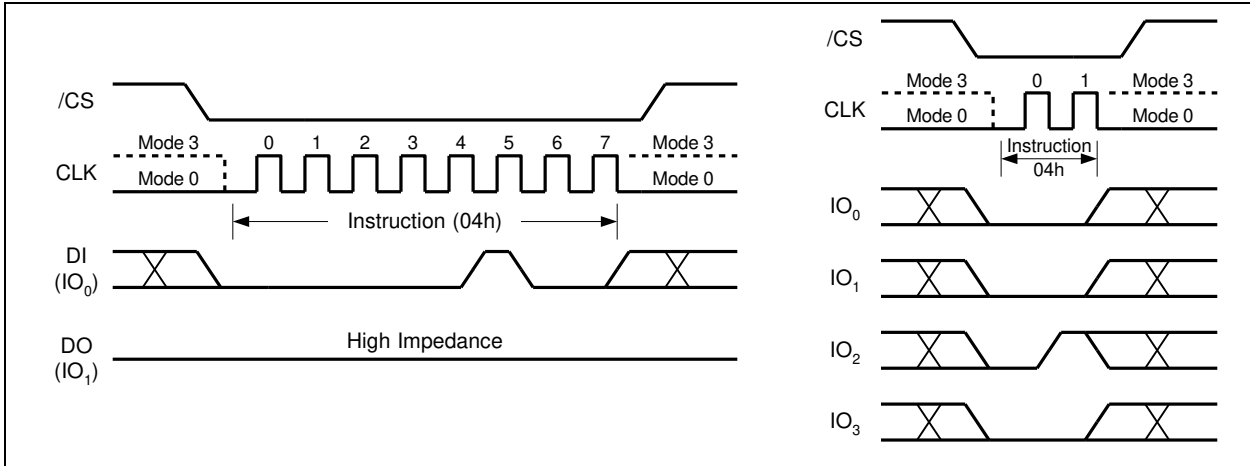 /CS
Mode 3 0 1 2 3 4 5 6 7 Mode 3
CLK
Mode 0 Mode 0
Instruction (04h)
DI
(IO0)
High Impedance
DO
(IO1)
/CS
Mode 3 0 1 Mode 3
CLK
Mode 0 Mode 0
Instruction
04h
IO0
IO1
IO2
IO3